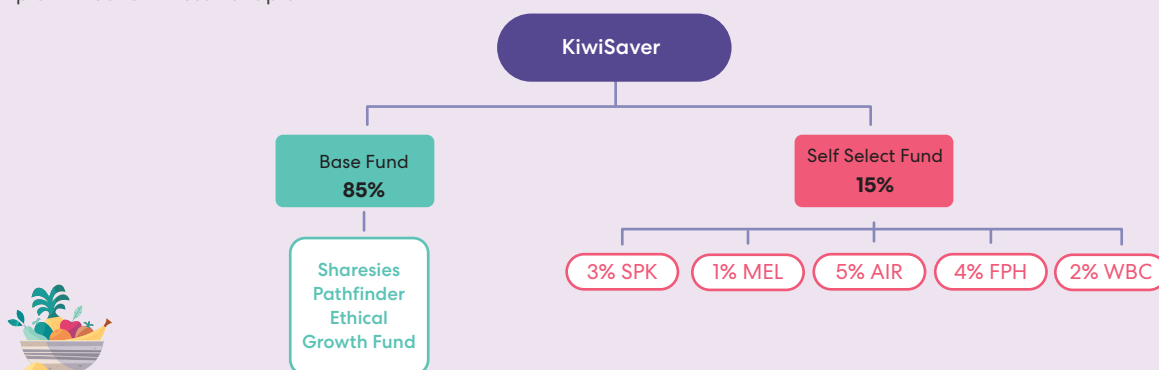 KiwiSaver
Base Fund
85%
Self Select Fund
15%
Sharesies
Pathfinder
Ethical
Growth Fund
3% SPK
1% MEL
5% AIR
4% FPH
2% WBC